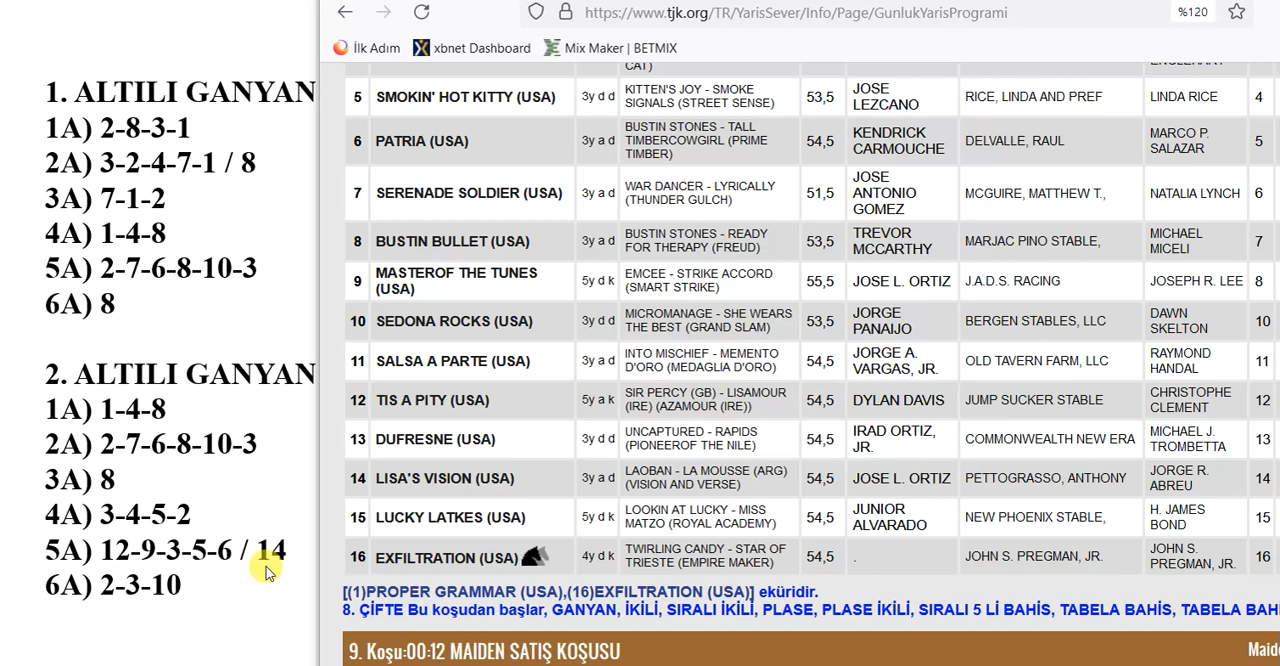 1. ALTILI GANYAN
1A) 2-8-3-1
2A) 3-2-4-7-1 / 8
3A) 7-1-2
4A) 1-4-8
5A) 2-7-6-8-10-3
6A) 8
2. ALTILI GANYAN
1A) 1-4-8
2A) 2-7-6-8-10-3
3A) 8
4A) 3-4-5-2
5A) 12-9-3-5-6 / 14
6A) 2-3-10
https://www.tjk.org/TR/YarisSever/Info/Page/GunlukYarisProgrami
%120
İlk Adım
xbnet Dashboard
Mix Maker | BETMIX
CAT)
5 SMOKIN' HOT KITTY (USA) 3y d d KITTEN'S JOY - SMOKE SIGNALS (STREET SENSE) 53,5 JOSE LEZCANO RICE, LINDA AND PREF LINDA RICE 4
6 PATRIA (USA) 3y a d BUSTIN STONES - TALL TIMBERCOWGIRL (PRIME TIMBER) 54,5 KENDRICK CARMOUCHE DELVALLE, RAUL MARCO P. SALAZAR 5
7 SERENADE SOLDIER (USA) 3y a d WAR DANCER - LYRICALLY (THUNDER GULCH) 51,5 JOSE ANTONIO GOMEZ MCGUIRE, MATTHEW T., NATALIA LYNCH 6
8 BUSTIN BULLET (USA) 3y a d BUSTIN STONES - READY FOR THERAPY (FREUD) 53,5 TREVOR MCCARTHY MARJAC PINO STABLE, MICHAEL MICELI 7
9 MASTEROF THE TUNES (USA) 5y d k EMCEE - STRIKE ACCORD (SMART STRIKE) 55,5 JOSE L. ORTIZ J.A.D.S. RACING JOSEPH R. LEE 8
10 SEDONA ROCKS (USA) 3y d d MICROMANAGE - SHE WEARS THE BEST (GRAND SLAM) 53,5 JORGE PANAIJO BERGEN STABLES, LLC DAWN SKELTON 10
11 SALSA A PARTE (USA) 3y a d INTO MISCHIEF - MEMENTO D'ORO (MEDAGLIA D'ORO) 54,5 JORGE A. VARGAS, JR. OLD TAVERN FARM, LLC RAYMOND HANDAL 11
12 TIS A PITY (USA) 5y a k SIR PERCY (GB) - LISAMOUR (IRE) (AZAMOUR (IRE)) 54,5 DYLAN DAVIS JUMP SUCKER STABLE CHRISTOPHE CLEMENT 12
13 DUFRESNE (USA) 3y d d UNCAPTURED - RAPIDS (PIONEEROF THE NILE) 54,5 IRAD ORTIZ, JR. COMMONWEALTH NEW ERA MICHAEL J. TROMBETTA 13
14 LISA'S VISION (USA) 3y a d LAOBAN - LA MOUSSE (ARG) (VISION AND VERSE) 54,5 JOSE L. ORTIZ PETTOGRASSO, ANTHONY JORGE R. ABREU 14
15 LUCKY LATKES (USA) 5y d k LOOKIN AT LUCKY - MISS MATZO (ROYAL ACADEMY) 54,5 JUNIOR ALVARADO NEW PHOENIX STABLE, H. JAMES BOND 15
16 EXFILTRATION (USA) 4y d k TWIRLING CANDY - STAR OF TRIESTE (EMPIRE MAKER) 54,5 . JOHN S. PREGMAN, JR. JOHN S. PREGMAN, JR. 16
[(1)PROPER GRAMMAR (USA),(16)EXFILTRATION (USA)] eküridir.
8. ÇİFTE Bu koşudan başlar, GANYAN, İKİLİ, SIRALI İKİLİ, PLASE, PLASE İKİLİ, SIRALI 5 Lİ BAHİS, TABELA BAHİS, TABELA BAHİ
9. Koşu:00:12 MAIDEN SATIŞ KOŞUSU
Maide